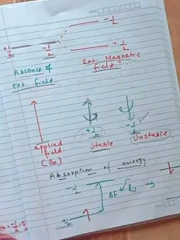 -1/2
+1/2
-1/2
+1/2
Absence of
Ext. field
Ext. Magnetic
field
applied
field
(B₀)
+1/2
Stable
-1/2
Unstable
Absorption of energy
-1/2
ΔE
B₀
+1/2